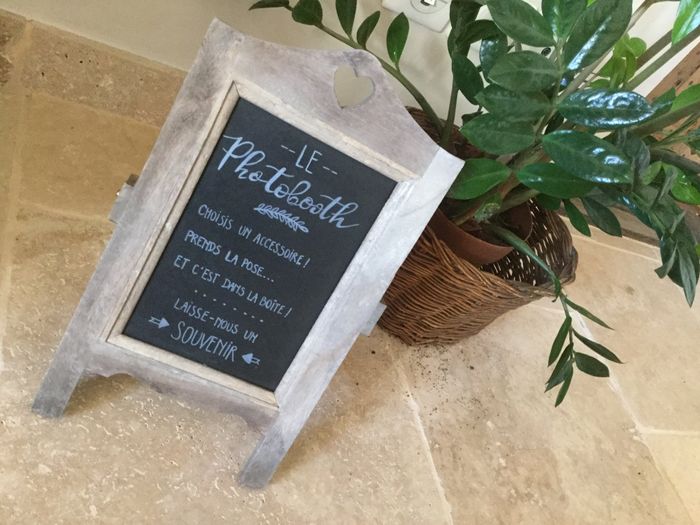 --LE--
Photobooth
CHOISIS UN ACCESSOIRE!
PRENDS LA POSE...
ET C'EST DANS LA BOÎTE!
LAISSE-NOUS UN
SOUVENIR